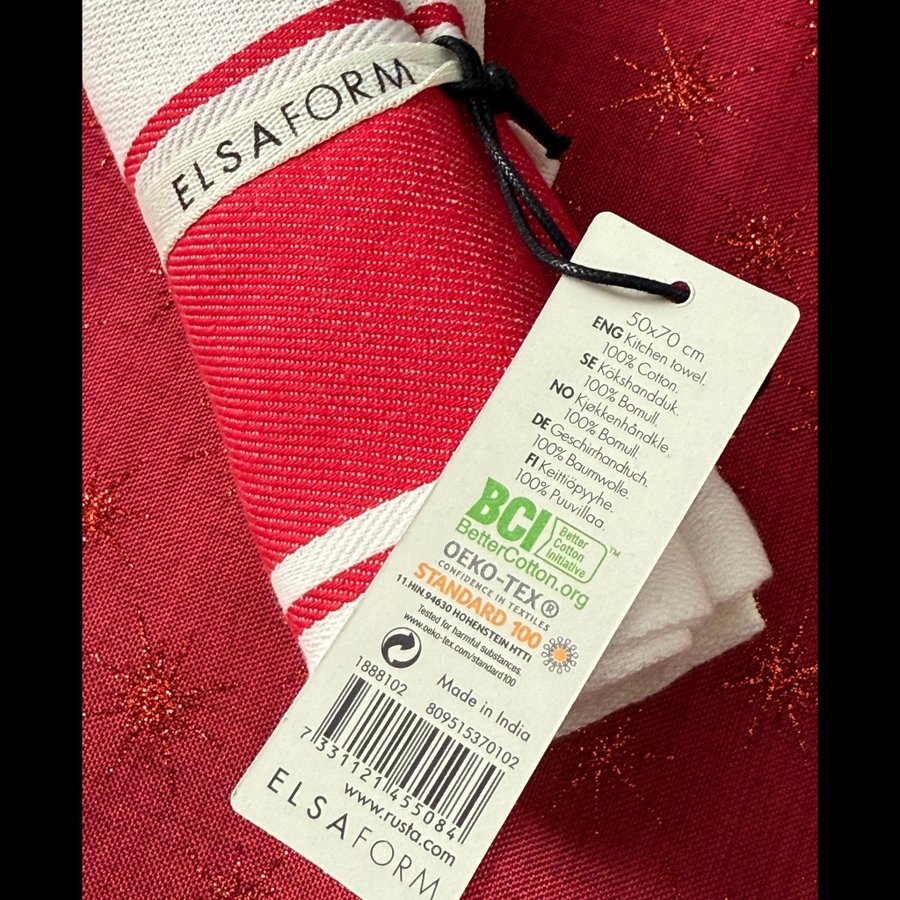 ELSAFORM
50x70 cm
ENG Kitchen towel.
100% Cotton.
SE Kökshandduk.
100% Bomull.
NO Kjøkkenhåndkle
100% Bomull.
DE Geschirrhandtuch.
100% Baumwolle.
FI Keittiöpyyhe.
100% Puuvillaa.
BCI Better Cotton Initiative™
BetterCotton.org
OEKO-TEX®
CONFIDENCE IN TEXTILES
STANDARD 100
11.HIN.94630 HOHENSTEIN HTTI
Tested for harmful substances.
www.oeko-tex.com/standard100
Made in India
1888102
809515370102
7 331121 455084
www.rusta.com
ELSAFORM